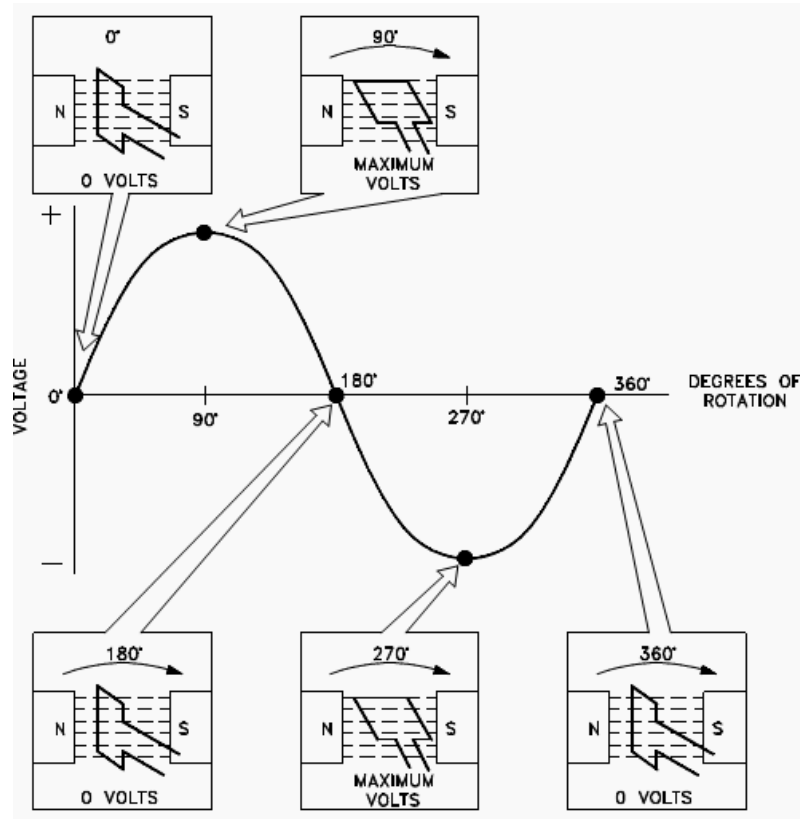 0°
N
S
0 VOLTS
90°
N
S
MAXIMUM
VOLTS
+
VOLTAGE
0°
90°
180°
270°
360°
DEGREES OF
ROTATION
—
180°
N
S
0 VOLTS
270°
N
S
MAXIMUM
VOLTS
360°
N
S
0 VOLTS